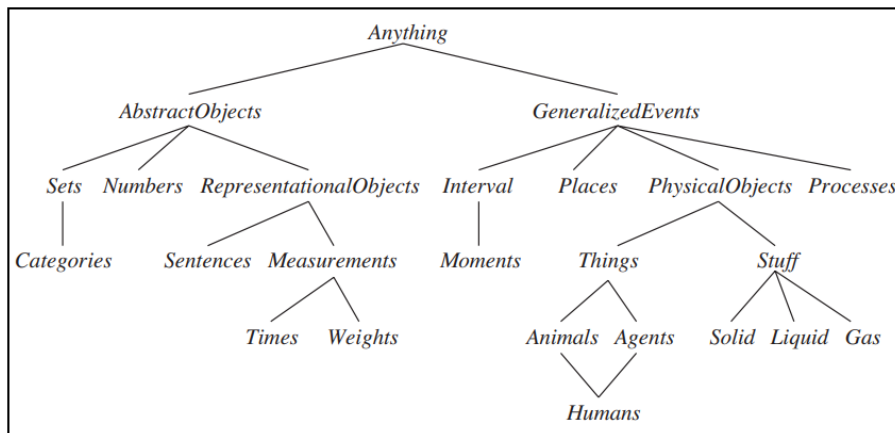 Anything
AbstractObjects GeneralizedEvents
Sets Numbers RepresentationalObjects Interval Places PhysicalObjects Processes
Categories Sentences Measurements Moments Things Stuff
Times Weights Animals Agents Solid Liquid Gas
Humans